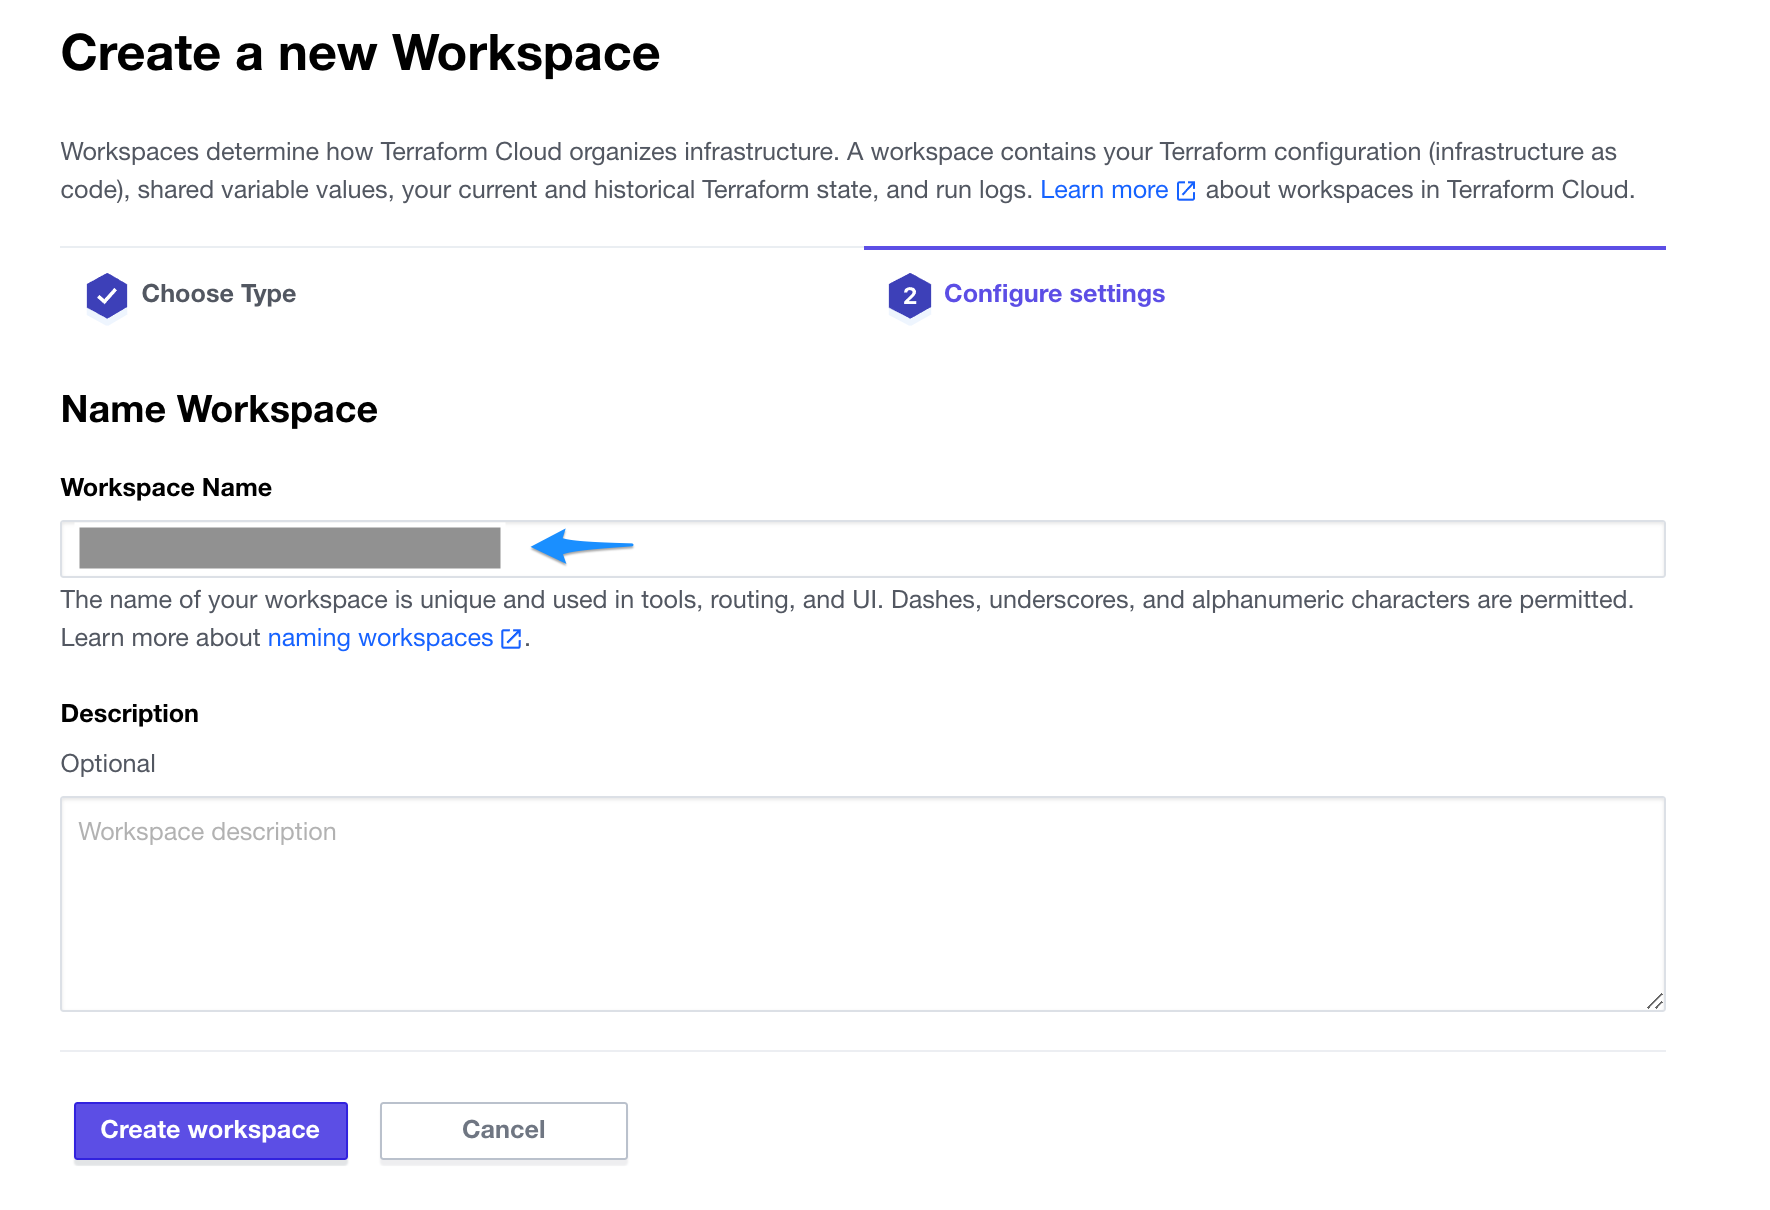 Create a new Workspace
Workspaces determine how Terraform Cloud organizes infrastructure. A workspace contains your Terraform configuration (infrastructure as
code), shared variable values, your current and historical Terraform state, and run logs. Learn more about workspaces in Terraform Cloud.
Choose Type
2 Configure settings
Name Workspace
Workspace Name
The name of your workspace is unique and used in tools, routing, and UI. Dashes, underscores, and alphanumeric characters are permitted.
Learn more about naming workspaces.
Description
Optional
Workspace description
Create workspace
Cancel